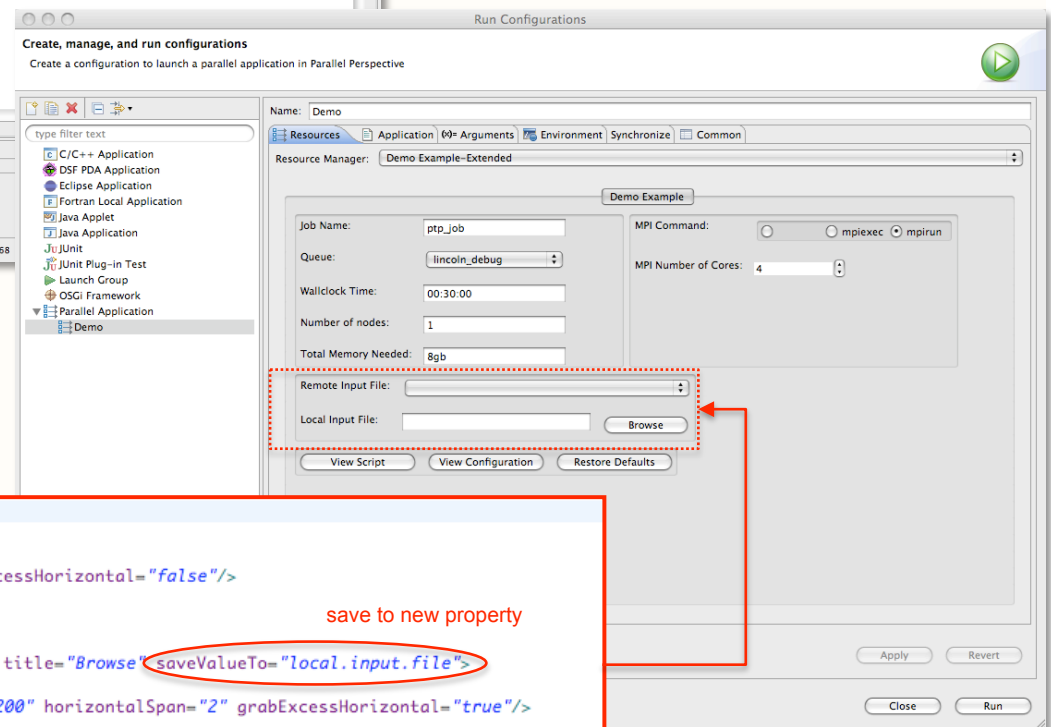 Run Configurations
Create, manage, and run configurations
Create a configuration to launch a parallel application in Parallel Perspective
type filter text
C/C++ Application
DSF PDA Application
Eclipse Application
Fortran Local Application
Java Applet
Java Application
JUnit
JUnit Plug-in Test
Launch Group
OSGi Framework
Parallel Application
Demo
68
Name: Demo
Resources Application (x)= Arguments Environment Synchronize Common
Resource Manager: Demo Example-Extended
Demo Example
Job Name: ptp_job
Queue: lincoln_debug
Wallclock Time: 00:30:00
Number of nodes: 1
Total Memory Needed: 8gb
MPI Command: mpiexec mpirun
MPI Number of Cores: 4
Remote Input File:
Local Input File: Browse
View Script View Configuration Restore Defaults
Apply Revert
Close Run
cessHorizontal="false"/>
save to new property
title="Browse" saveValueTo="local.input.file">
200" horizontalSpan="2" grabExcessHorizontal="true"/>